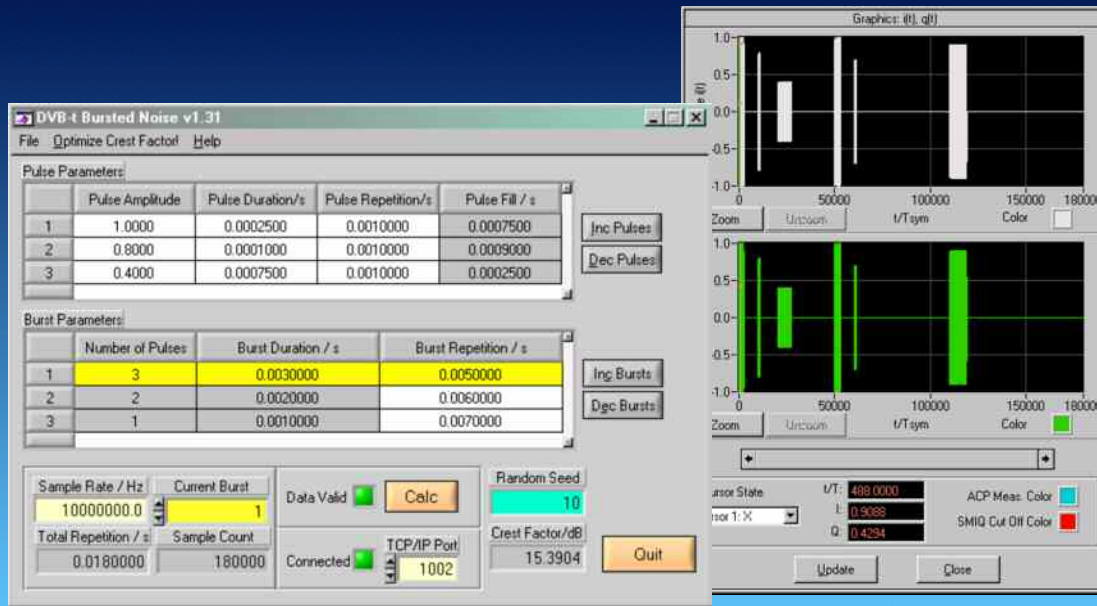 DVB-t Bursted Noise v1.31
File Optimize Crest Factor! Help
Pulse Parameters
Pulse Amplitude Pulse Duration/s Pulse Repetition/s Pulse Fill / s
1 1.0000 0.0002500 0.0010000 0.0007500
2 0.8000 0.0001000 0.0010000 0.0009000
3 0.4000 0.0007500 0.0010000 0.0002500
Inc Pulses
Dec Pulses
Burst Parameters
Number of Pulses Burst Duration / s Burst Repetition / s
1 3 0.0030000 0.0050000
2 2 0.0020000 0.0060000
3 1 0.0010000 0.0070000
Inc Bursts
Dec Bursts
Sample Rate / Hz Current Burst
10000000.0 1
Total Repetition / s Sample Count
0.0180000 180000
Data Valid Calc
Connected TCP/IP Port
1002
Random Seed
10
Crest Factor/dB
15.3904
Quit
Graphics: i(t), q(t)
1.0
0.5
0.0
-0.5
-1.0
0 50000 100000 150000 18000
Zoom Unzoom t/Tsym Color
1.0
0.5
0.0
-0.5
-1.0
0 50000 100000 150000 18000
Zoom Unzoom t/Tsym Color
ursor State
sor 1: X
t/T: 488.0000
I: 0.9088
Q: 0.4294
ACP Meas. Color
SMIQ Cut Off Color
Update Close